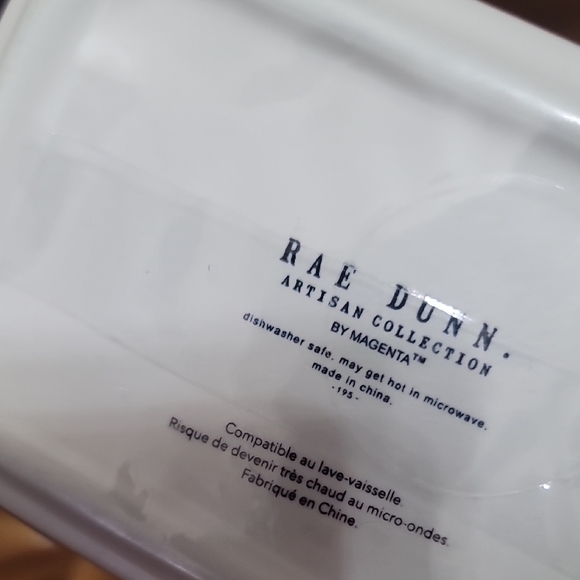 RAE DUNN.
ARTISAN COLLECTION
BY MAGENTA™
dishwasher safe. may get hot in microwave.
made in china.
-195-
Compatible au lave-vaisselle.
Risque de devenir très chaud au micro-ondes.
Fabriqué en Chine.